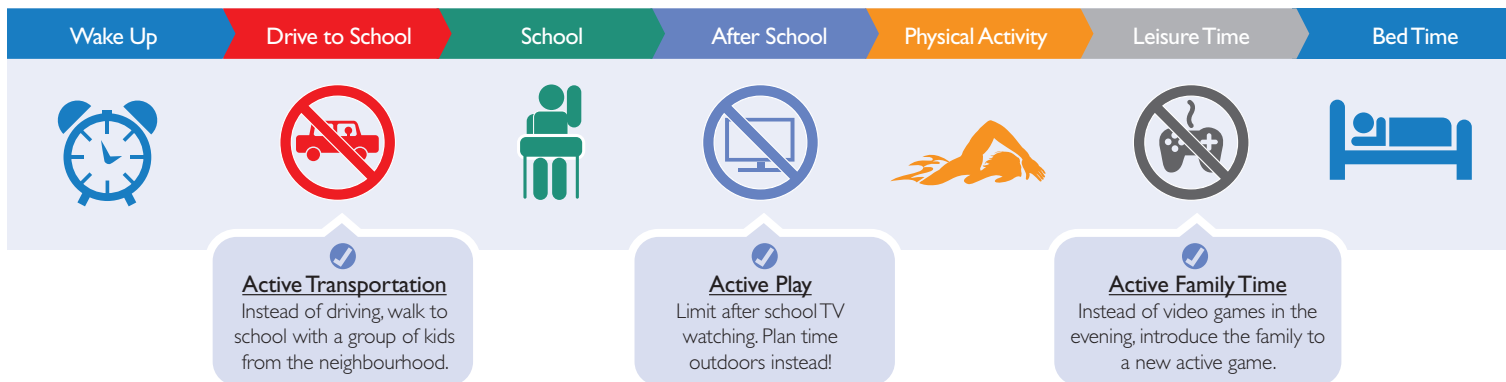 Wake Up
Drive to School
School
After School
Physical Activity
Leisure Time
Bed Time
Active Transportation
Instead of driving, walk to
school with a group of kids
from the neighbourhood.
Active Play
Limit after school TV
watching. Plan time
outdoors instead!
Active Family Time
Instead of video games in the
evening, introduce the family to
a new active game.